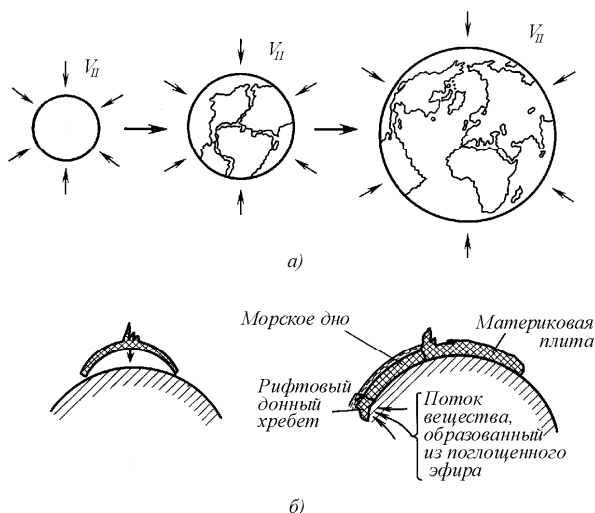 V_II
V_II
V_II
а)
Морское дно
Материковая
плита
Рифтовый
донный
хребет
Поток
вещества,
образованный
из поглощенного
эфира
б)